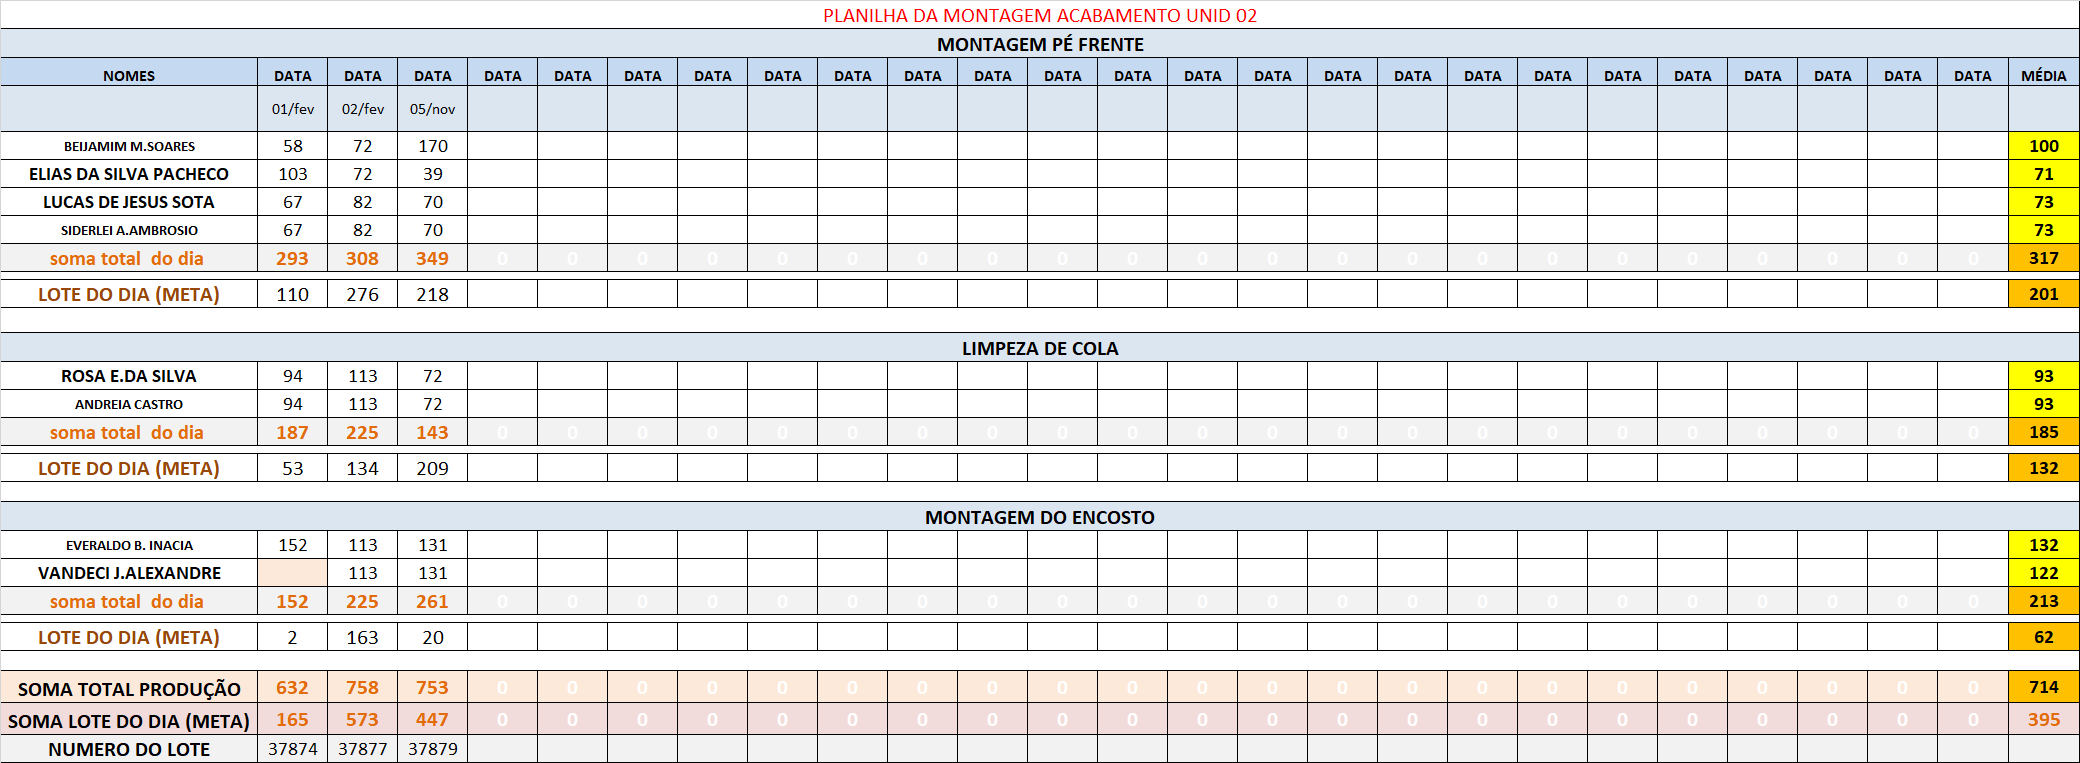 PLANILHA DA MONTAGEM ACABAMENTO UNID 02
MONTAGEM PÉ FRENTE
NOMES DATA DATA DATA DATA DATA DATA DATA DATA DATA DATA DATA DATA DATA DATA DATA DATA DATA DATA DATA DATA DATA DATA DATA DATA DATA MÉDIA
01/fev 02/fev 05/nov
BEIJAMIM M.SOARES 58 72 170 100
ELIAS DA SILVA PACHECO 103 72 39 71
LUCAS DE JESUS SOTA 67 82 70 73
SIDERLEI A.AMBROSIO 67 82 70 73
soma total do dia 293 308 349 0 0 0 0 0 0 0 0 0 0 0 0 0 0 0 0 0 0 0 0 0 0 317
LOTE DO DIA (META) 110 276 218 201
LIMPEZA DE COLA
ROSA E.DA SILVA 94 113 72 93
ANDREIA CASTRO 94 113 72 93
soma total do dia 187 225 143 0 0 0 0 0 0 0 0 0 0 0 0 0 0 0 0 0 0 0 0 0 0 185
LOTE DO DIA (META) 53 134 209 132
MONTAGEM DO ENCOSTO
EVERALDO B. INACIA 152 113 131 132
VANDECI J.ALEXANDRE 113 131 122
soma total do dia 152 225 261 0 0 0 0 0 0 0 0 0 0 0 0 0 0 0 0 0 0 0 0 0 0 213
LOTE DO DIA (META) 2 163 20 62
SOMA TOTAL PRODUÇÃO 632 758 753 0 0 0 0 0 0 0 0 0 0 0 0 0 0 0 0 0 0 0 0 0 0 714
SOMA LOTE DO DIA (META) 165 573 447 0 0 0 0 0 0 0 0 0 0 0 0 0 0 0 0 0 0 0 0 0 0 395
NUMERO DO LOTE 37874 37877 37879